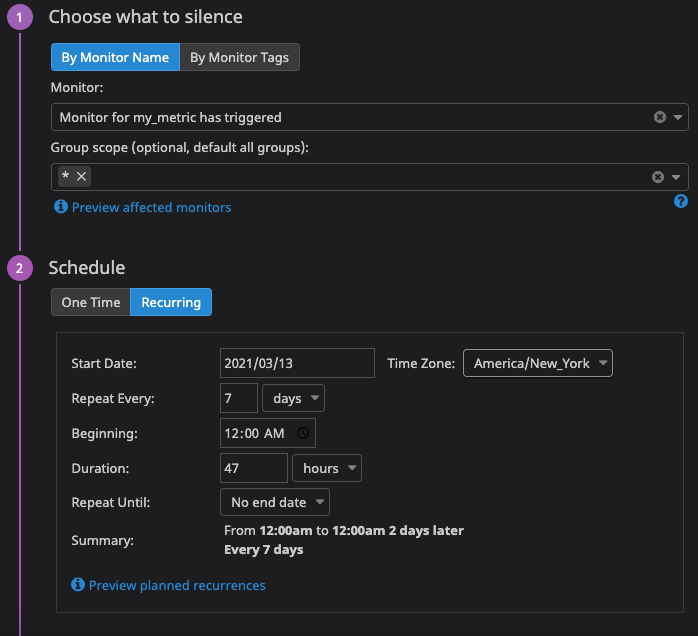 1 Choose what to silence
By Monitor Name By Monitor Tags
Monitor:
Monitor for my_metric has triggered
Group scope (optional, default all groups):
*
Preview affected monitors
2 Schedule
One Time Recurring
Start Date: 2021/03/13 Time Zone: America/New_York
Repeat Every: 7 days
Beginning: 12:00 AM
Duration: 47 hours
Repeat Until: No end date
Summary: From 12:00am to 12:00am 2 days later
Every 7 days
Preview planned recurrences